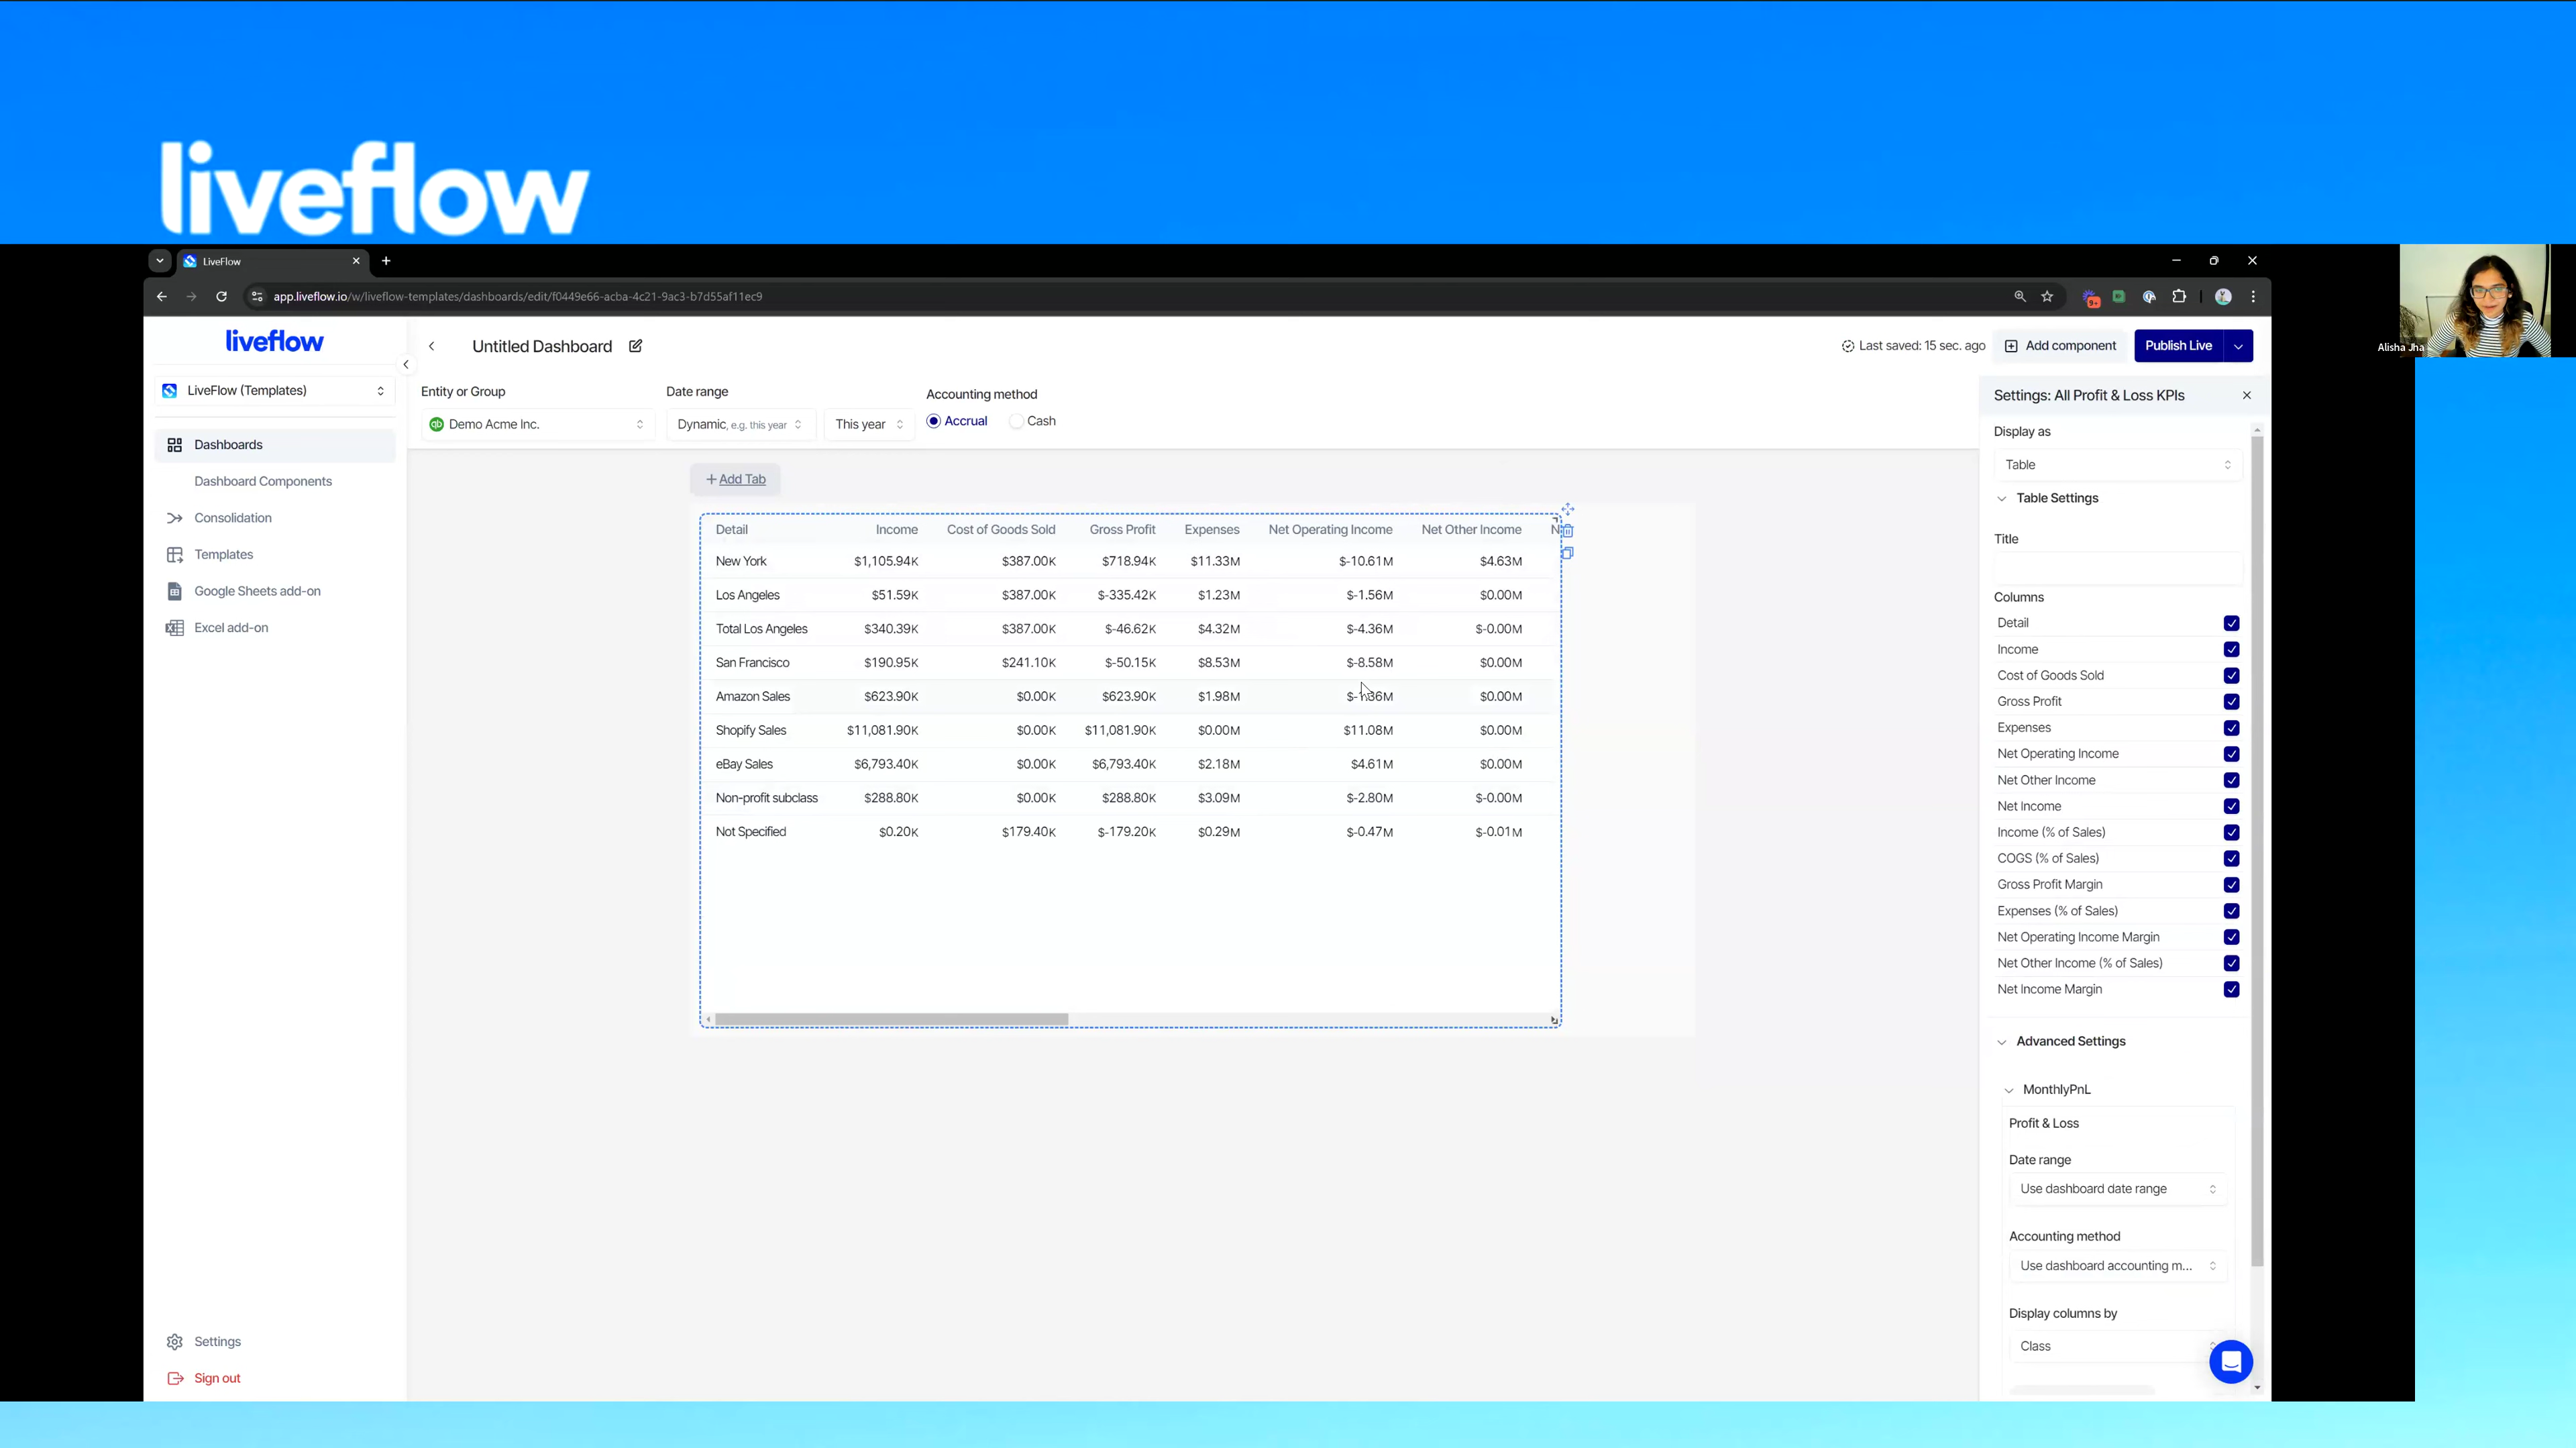 liveflow
LiveFlow
app.liveflow.io/w/liveflow-templates/dashboards/edit/f0449e66-acba-4c21-9ac3-b7d55af11ec9
9+
Alisha Jha
liveflow
Untitled Dashboard
Last saved: 15 sec. ago
Add component
Publish Live
LiveFlow (Templates)
Dashboards
Dashboard Components
Consolidation
Templates
Google Sheets add-on
Excel add-on
Settings
Sign out
Entity or Group
Date range
Accounting method
qb Demo Acme Inc.
Dynamic, e.g. this year
This year
Accrual
Cash
+ Add Tab
Detail Income Cost of Goods Sold Gross Profit Expenses Net Operating Income Net Other Income N
New York $1,105.94K $387.00K $718.94K $11.33M $-10.61M $4.63M
Los Angeles $51.59K $387.00K $-335.42K $1.23M $-1.56M $0.00M
Total Los Angeles $340.39K $387.00K $-46.62K $4.32M $-4.36M $-0.00M
San Francisco $190.95K $241.10K $-50.15K $8.53M $-8.58M $0.00M
Amazon Sales $623.90K $0.00K $623.90K $1.98M $0.00M
Shopify Sales $11,081.90K $0.00K $11,081.90K $0.00M $11.08M $0.00M
eBay Sales $6,793.40K $0.00K $6,793.40K $2.18M $4.61M $0.00M
Non-profit subclass $288.80K $0.00K $288.80K $3.09M $-2.80M $-0.00M
Not Specified $0.20K $179.40K $-179.20K $0.29M $-0.47M $-0.01M
Settings: All Profit & Loss KPIs
Display as
Table
Table Settings
Title
Columns
Detail
Income
Cost of Goods Sold
Gross Profit
Expenses
Net Operating Income
Net Other Income
Net Income
Income (% of Sales)
COGS (% of Sales)
Gross Profit Margin
Expenses (% of Sales)
Net Operating Income Margin
Net Other Income (% of Sales)
Net Income Margin
Advanced Settings
MonthlyPnL
Profit & Loss
Date range
Use dashboard date range
Accounting method
Use dashboard accounting m...
Display columns by
Class